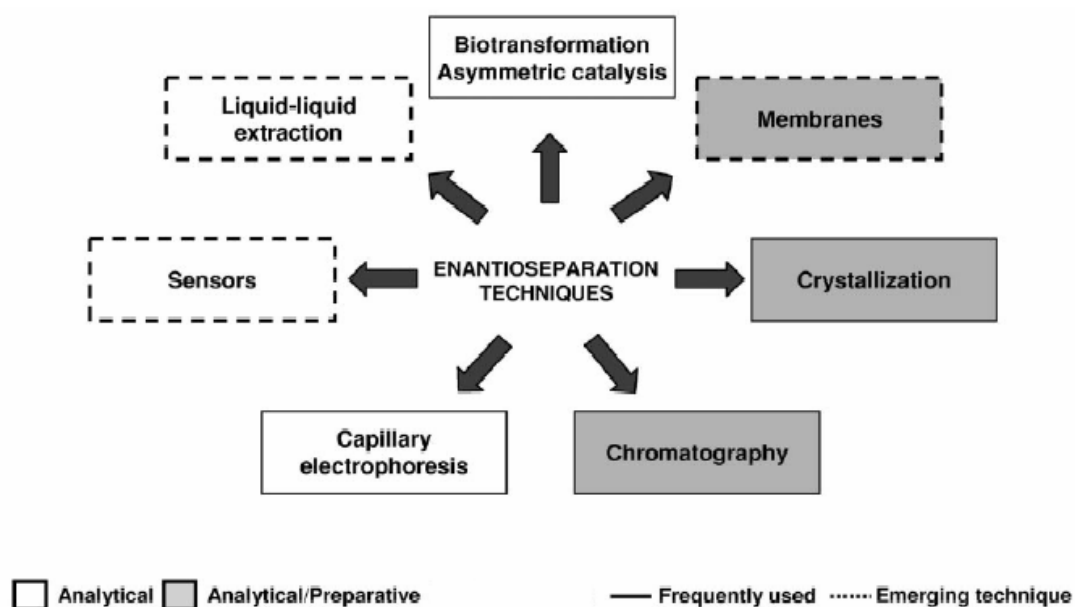 Biotransformation
Asymmetric catalysis
Liquid-liquid
extraction
Membranes
Sensors
ENANTIOSEPARATION
TECHNIQUES
Crystallization
Capillary
electrophoresis
Chromatography
Analytical
Analytical/Preparative
Frequently used
Emerging technique